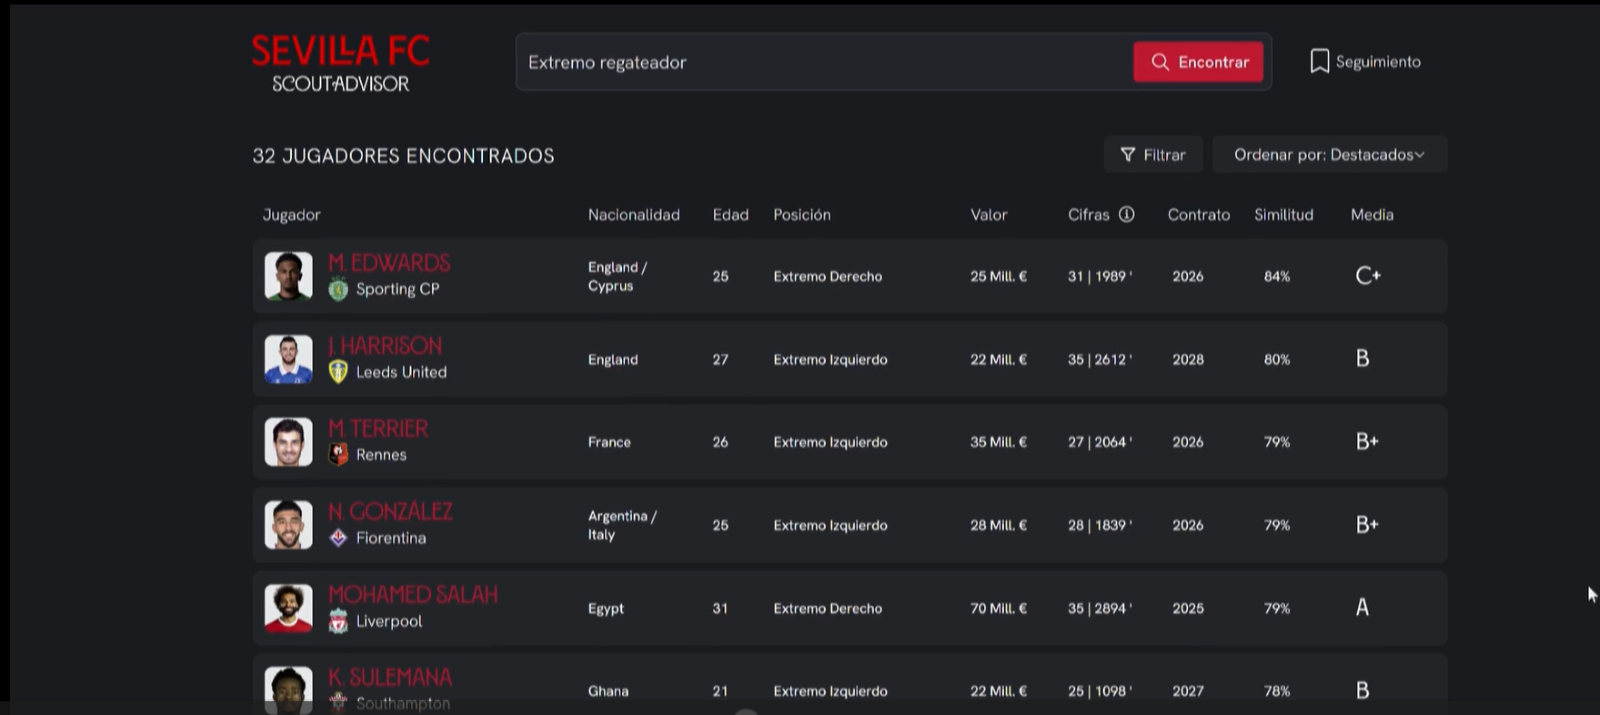 SEVILLA FC
SCOUTADVISOR
Extremo regateador
Encontrar
Seguimiento
32 JUGADORES ENCONTRADOS
Filtrar
Ordenar por: Destacados
Jugador Nacionalidad Edad Posición Valor Cifras Contrato Similitud Media
M. EDWARDS
Sporting CP
England /
Cyprus
25 Extremo Derecho 25 Mill. € 31 | 1989 ' 2026 84% C+
J. HARRISON
Leeds United
England 27 Extremo Izquierdo 22 Mill. € 35 | 2612 ' 2028 80% B
M. TERRIER
Rennes
France 26 Extremo Izquierdo 35 Mill. € 27 | 2064 ' 2026 79% B+
N. GONZÁLEZ
Fiorentina
Argentina /
Italy
25 Extremo Izquierdo 28 Mill. € 28 | 1839 ' 2026 79% B+
MOHAMED SALAH
Liverpool
Egypt 31 Extremo Derecho 70 Mill. € 35 | 2894 ' 2025 79% A
K. SULEMANA
Southampton
Ghana 21 Extremo Izquierdo 22 Mill. € 25 | 1098 ' 2027 78% B